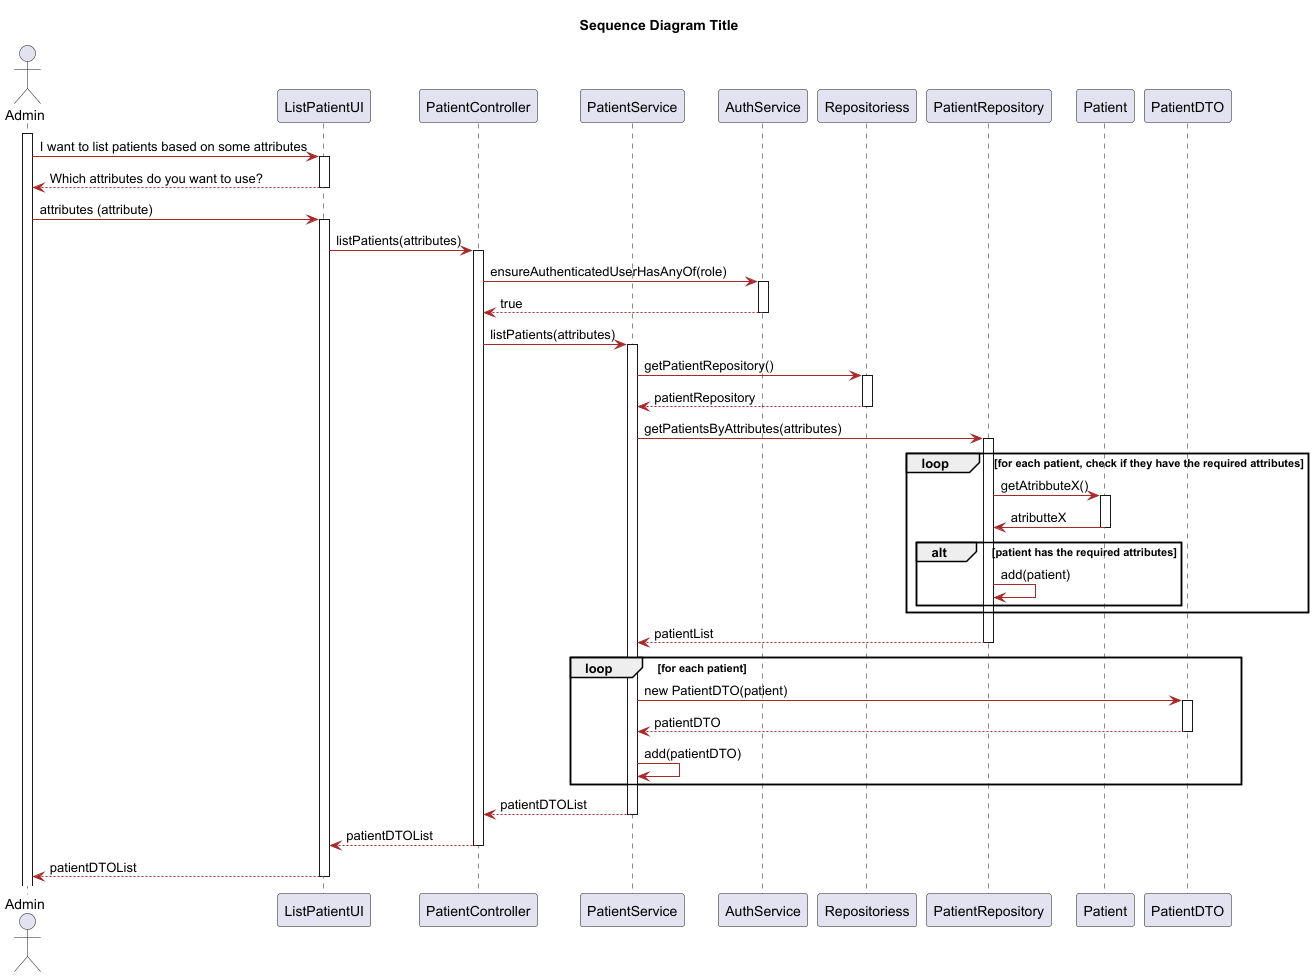 Sequence Diagram Title
Admin
ListPatientUI
PatientController
PatientService
AuthService
Repositoriess
PatientRepository
Patient
PatientDTO
I want to list patients based on some attributes
Which attributes do you want to use?
attributes (attribute)
listPatients(attributes)
ensureAuthenticatedUserHasAnyOf(role)
true
listPatients(attributes)
getPatientRepository()
patientRepository
getPatientsByAttributes(attributes)
loop
[for each patient, check if they have the required attributes]
getAtribbuteX()
atributteX
alt
[patient has the required attributes]
add(patient)
patientList
loop
[for each patient]
new PatientDTO(patient)
patientDTO
add(patientDTO)
patientDTOList
patientDTOList
patientDTOList
Admin
ListPatientUI
PatientController
PatientService
AuthService
Repositoriess
PatientRepository
Patient
PatientDTO